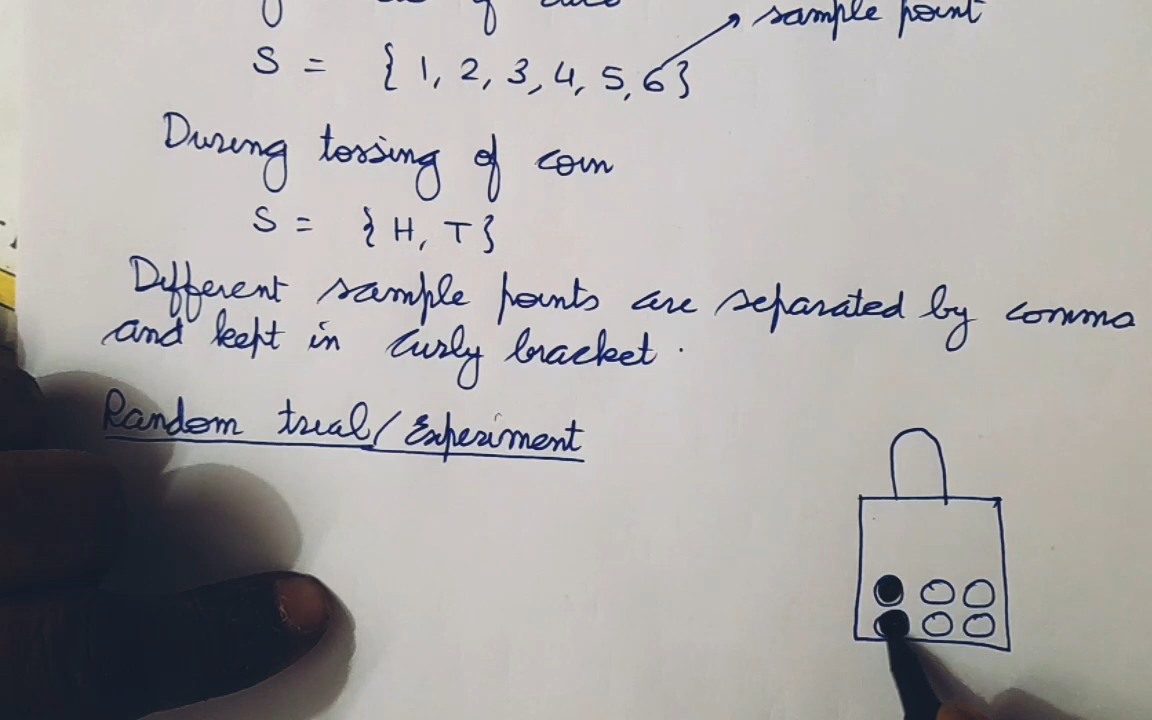 sample point
S = { 1, 2, 3, 4, 5, 6}
During tossing of coin
S = { H, T}
Different sample points are separated by comma
and kept in curly bracket.
Random trial/Experiment